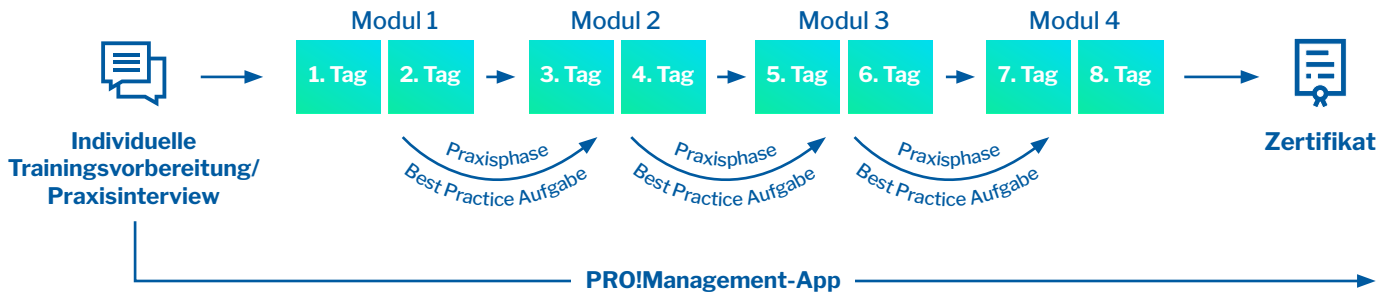 Modul 1
Modul 2
Modul 3
Modul 4
1. Tag
2. Tag
3. Tag
4. Tag
5. Tag
6. Tag
7. Tag
8. Tag
Individuelle
Trainingsvorbereitung/
Praxisinterview
Praxisphase
Best Practice Aufgabe
Praxisphase
Best Practice Aufgabe
Praxisphase
Best Practice Aufgabe
Zertifikat
PRO!Management-App